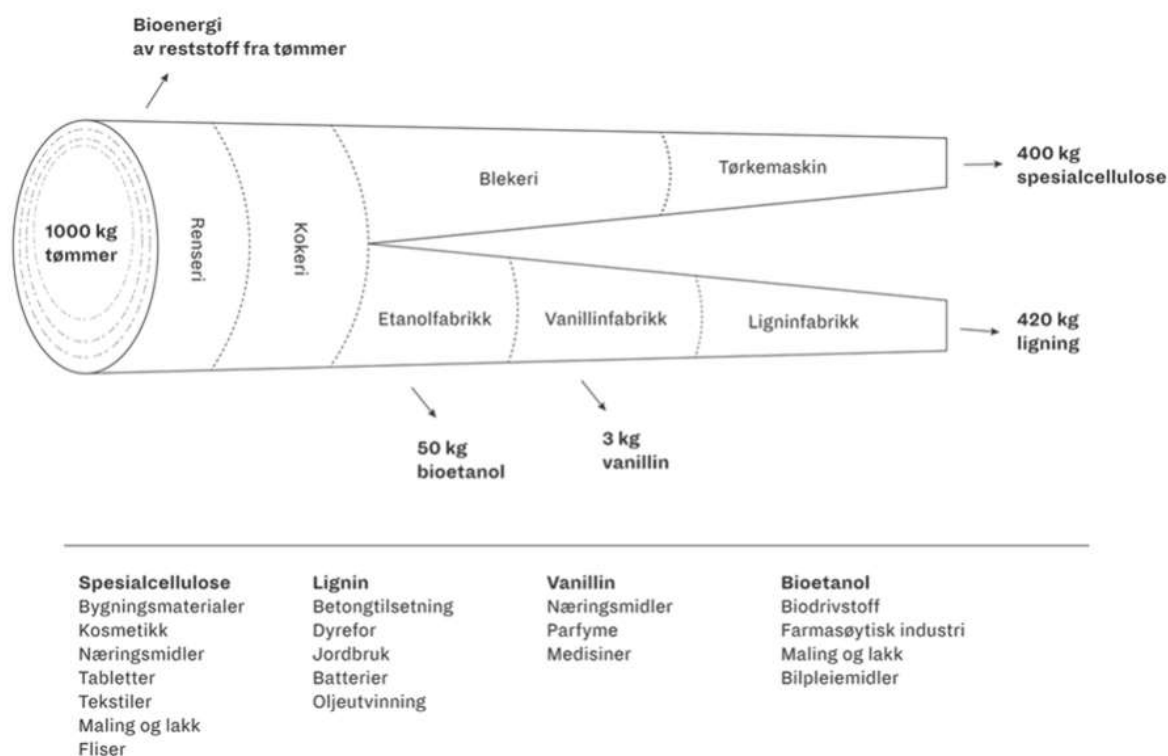 Bioenergi
av reststoff fra tømmer
1000 kg
tømmer
Renseri
Kokeri
Blekeri
Tørkemaskin
400 kg
spesialcellulose
Etanolfabrikk
Vanillinfabrikk
Ligninfabrikk
420 kg
ligning
50 kg
bioetanol
3 kg
vanillin
Spesialcellulose
Bygningsmaterialer
Kosmetikk
Næringsmidler
Tabletter
Tekstiler
Maling og lakk
Fliser
Lignin
Betongtilsetning
Dyrefor
Jordbruk
Batterier
Oljeutvinning
Vanillin
Næringsmidler
Parfyme
Medisiner
Bioetanol
Biodrivstoff
Farmasøytisk industri
Maling og lakk
Bilpleiemidler